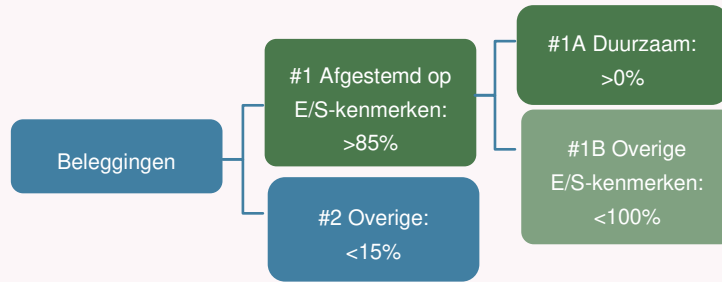 Beleggingen
#1 Afgestemd op
E/S-kenmerken:
>85%
#2 Overige:
<15%
#1A Duurzaam:
>0%
#1B Overige
E/S-kenmerken:
<100%